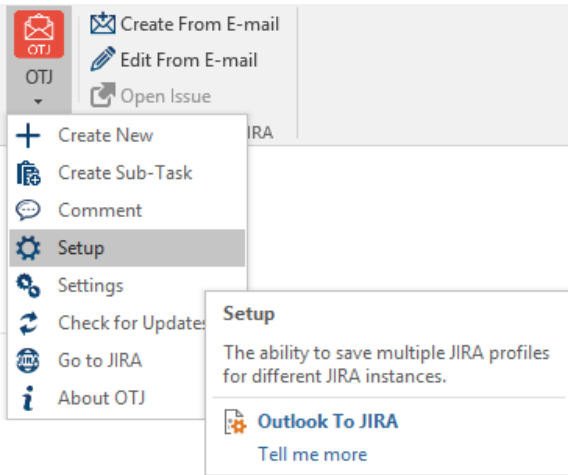 OTJ
OTJ
Create From E-mail
Edit From E-mail
Open Issue
IRA
Create New
Create Sub-Task
Comment
Setup
Settings
Check for Updates
Go to JIRA
About OTJ
Setup
The ability to save multiple JIRA profiles
for different JIRA instances.
Outlook To JIRA
Tell me more